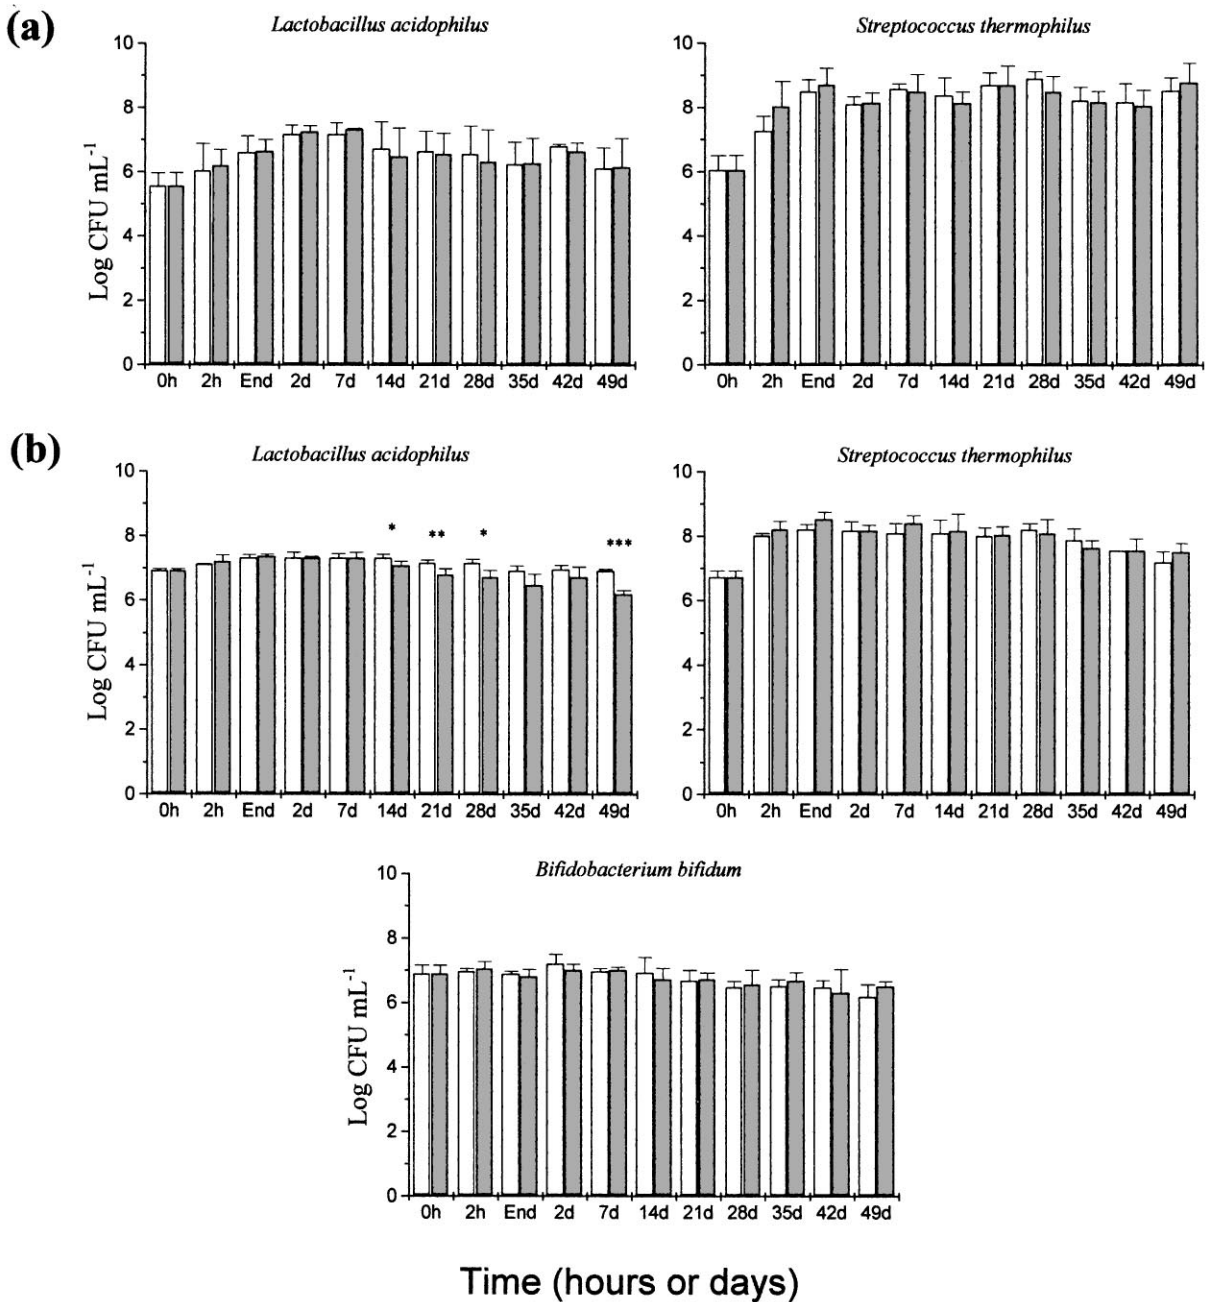 (a)
Lactobacillus acidophilus
Log CFU mL-1
10
8
6
4
2
0
0h 2h End 2d 7d 14d 21d 28d 35d 42d 49d
Streptococcus thermophilus
10
8
6
4
2
0
0h 2h End 2d 7d 14d 21d 28d 35d 42d 49d
(b)
Lactobacillus acidophilus
Log CFU mL-1
10
8
6
4
2
0
* ** * ***
0h 2h End 2d 7d 14d 21d 28d 35d 42d 49d
Streptococcus thermophilus
10
8
6
4
2
0
0h 2h End 2d 7d 14d 21d 28d 35d 42d 49d
Bifidobacterium bifidum
Log CFU mL-1
10
8
6
4
2
0
0h 2h End 2d 7d 14d 21d 28d 35d 42d 49d
Time (hours or days)